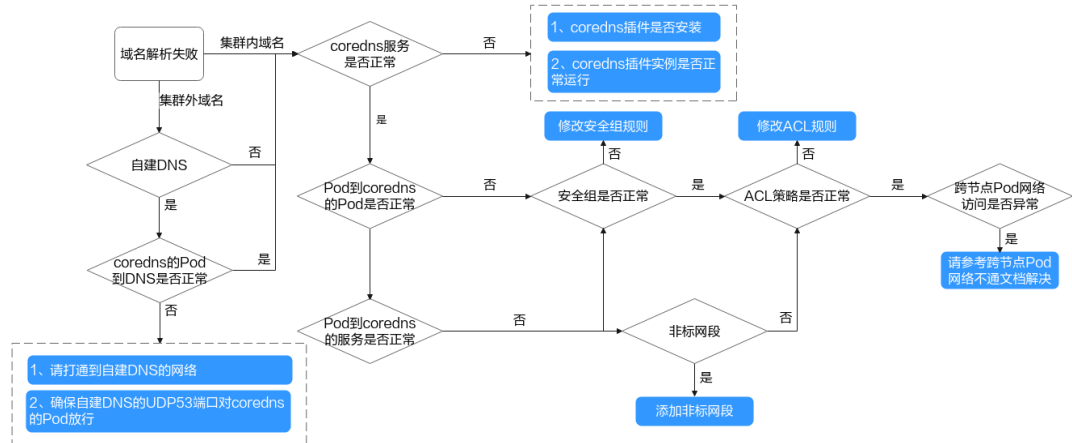 域名解析失败
集群内域名
coredns服务
是否正常
否
1、coredns插件是否安装
2、coredns插件实例是否正
常运行
集群外域名
是
修改安全组规则
修改ACL规则
自建DNS
否
否
否
Pod到coredns
的Pod是否正常
否
安全组是否正常
是
ACL策略是否正常
是
跨节点Pod网络
访问是否异常
是
coredns的Pod
到DNS是否正常
是
是
请参考跨节点Pod
网络不通文档解决
否
Pod到coredns
的服务是否正常
否
非标网段
否
是
1、请打通到自建DNS的网络
2、确保自建DNS的UDP53端口对coredns
的Pod放行
添加非标网段